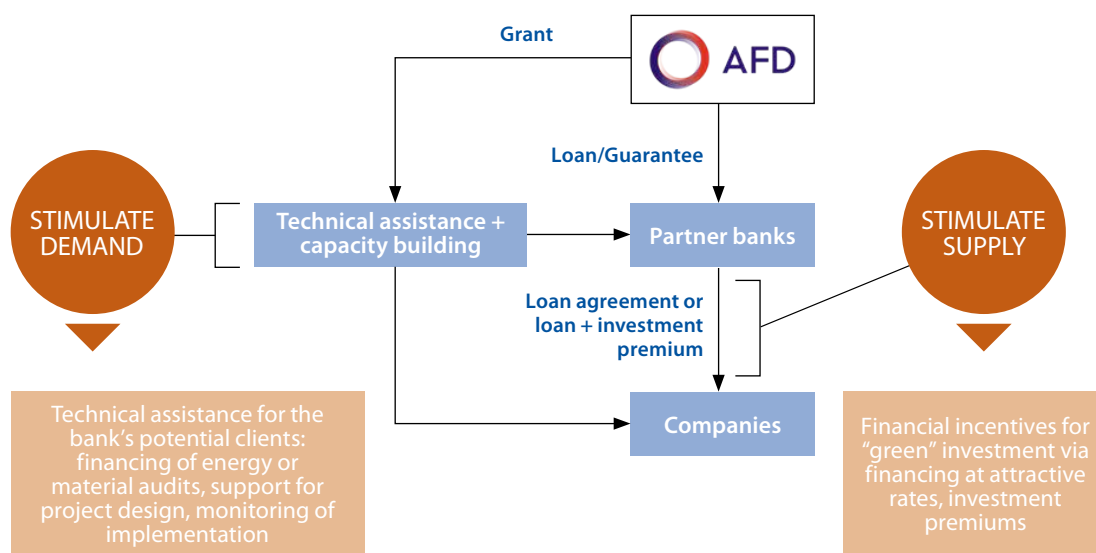 Grant
AFD
Loan/Guarantee
STIMULATE
DEMAND
Technical assistance +
capacity building
Partner banks
STIMULATE
SUPPLY
Loan agreement or
loan + investment
premium
Companies
Technical assistance for the
bank's potential clients:
financing of energy or
material audits, support for
project design, monitoring of
implementation
Financial incentives for
“green” investment via
financing at attractive
rates, investment
premiums